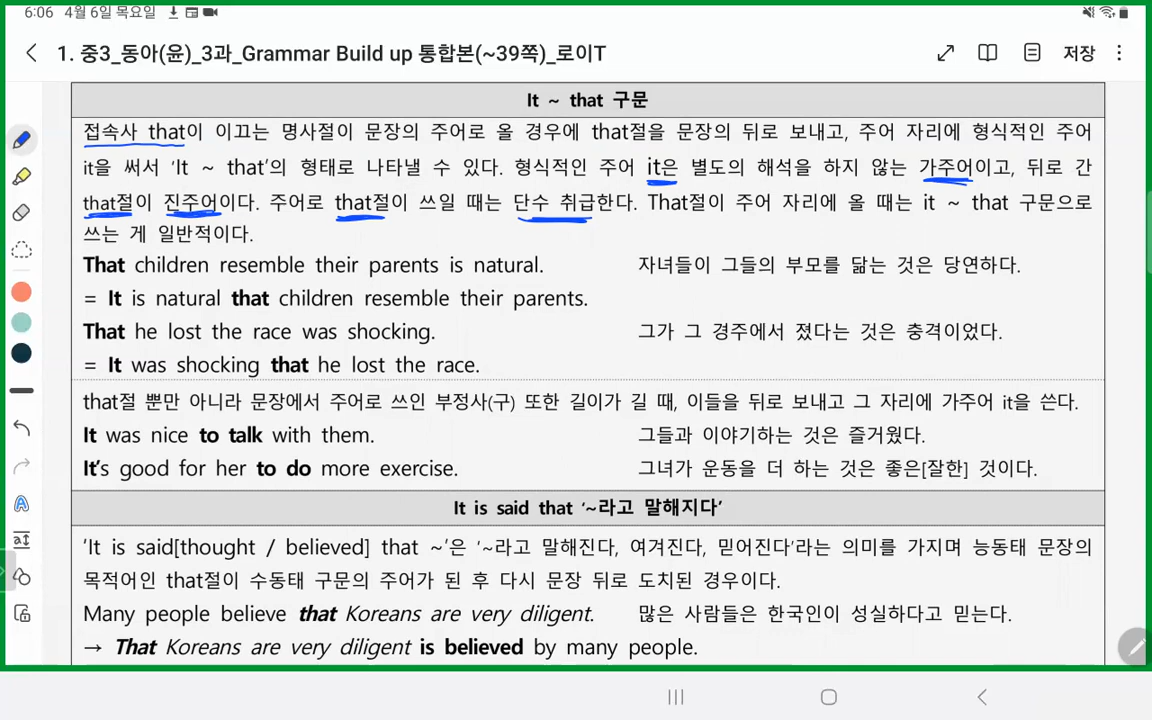 6:06 4월 6일 목요일
1. 중3_동아(윤)_3과_Grammar Build up 통합본(~39쪽)_로이T
저장
It ~ that 구문
접속사 that이 이끄는 명사절이 문장의 주어로 올 경우에 that절을 문장의 뒤로 보내고, 주어 자리에 형식적인 주어
it을 써서 ‘It ~ that’의 형태로 나타낼 수 있다. 형식적인 주어 it은 별도의 해석을 하지 않는 가주어이고, 뒤로 간
that절이 진주어이다. 주어로 that절이 쓰일 때는 단수 취급한다. That절이 주어 자리에 올 때는 it ~ that 구문으로
쓰는 게 일반적이다.
That children resemble their parents is natural. 자녀들이 그들의 부모를 닮는 것은 당연하다.
= It is natural that children resemble their parents.
That he lost the race was shocking. 그가 그 경주에서 졌다는 것은 충격이었다.
= It was shocking that he lost the race.
that절 뿐만 아니라 문장에서 주어로 쓰인 부정사(구) 또한 길이가 길 때, 이들을 뒤로 보내고 그 자리에 가주어 it을 쓴다.
It was nice to talk with them. 그들과 이야기하는 것은 즐거웠다.
It's good for her to do more exercise. 그녀가 운동을 더 하는 것은 좋은[잘한] 것이다.
It is said that ‘~라고 말해지다’
‘It is said[thought / believed] that ~’은 ‘~라고 말해진다, 여겨진다, 믿어진다’라는 의미를 가지며 능동태 문장의
목적어인 that절이 수동태 구문의 주어가 된 후 다시 문장 뒤로 도치된 경우이다.
Many people believe that Koreans are very diligent. 많은 사람들은 한국인이 성실하다고 믿는다.
→ That Koreans are very diligent is believed by many people.